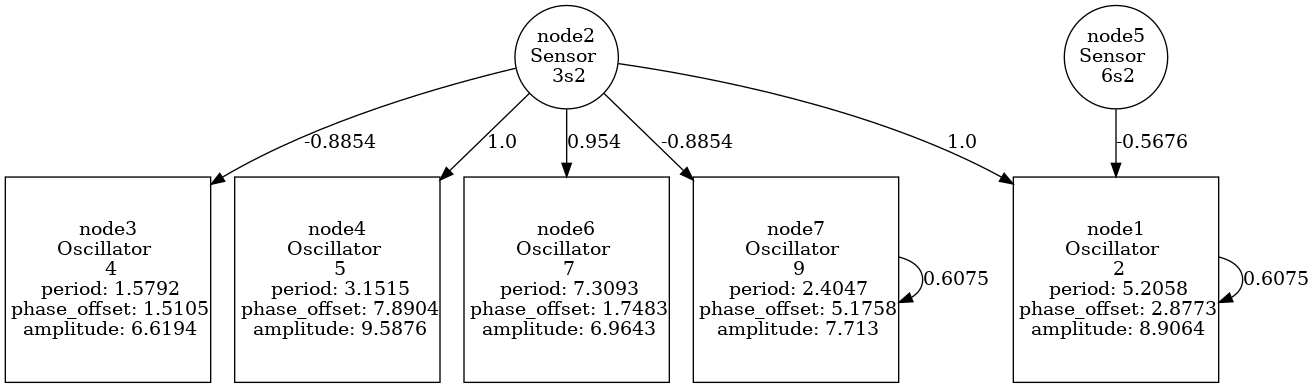 node2
Sensor
3s2
node5
Sensor
6s2
-0.8854
1.0
0.954
-0.8854
1.0
-0.5676
node3
Oscillator
4
period: 1.5792
phase_offset: 1.5105
amplitude: 6.6194
node4
Oscillator
5
period: 3.1515
phase_offset: 7.8904
amplitude: 9.5876
node6
Oscillator
7
period: 7.3093
phase_offset: 1.7483
amplitude: 6.9643
node7
Oscillator
9
period: 2.4047
phase_offset: 5.1758
amplitude: 7.713
0.6075
node1
Oscillator
2
period: 5.2058
phase_offset: 2.8773
amplitude: 8.9064
0.6075